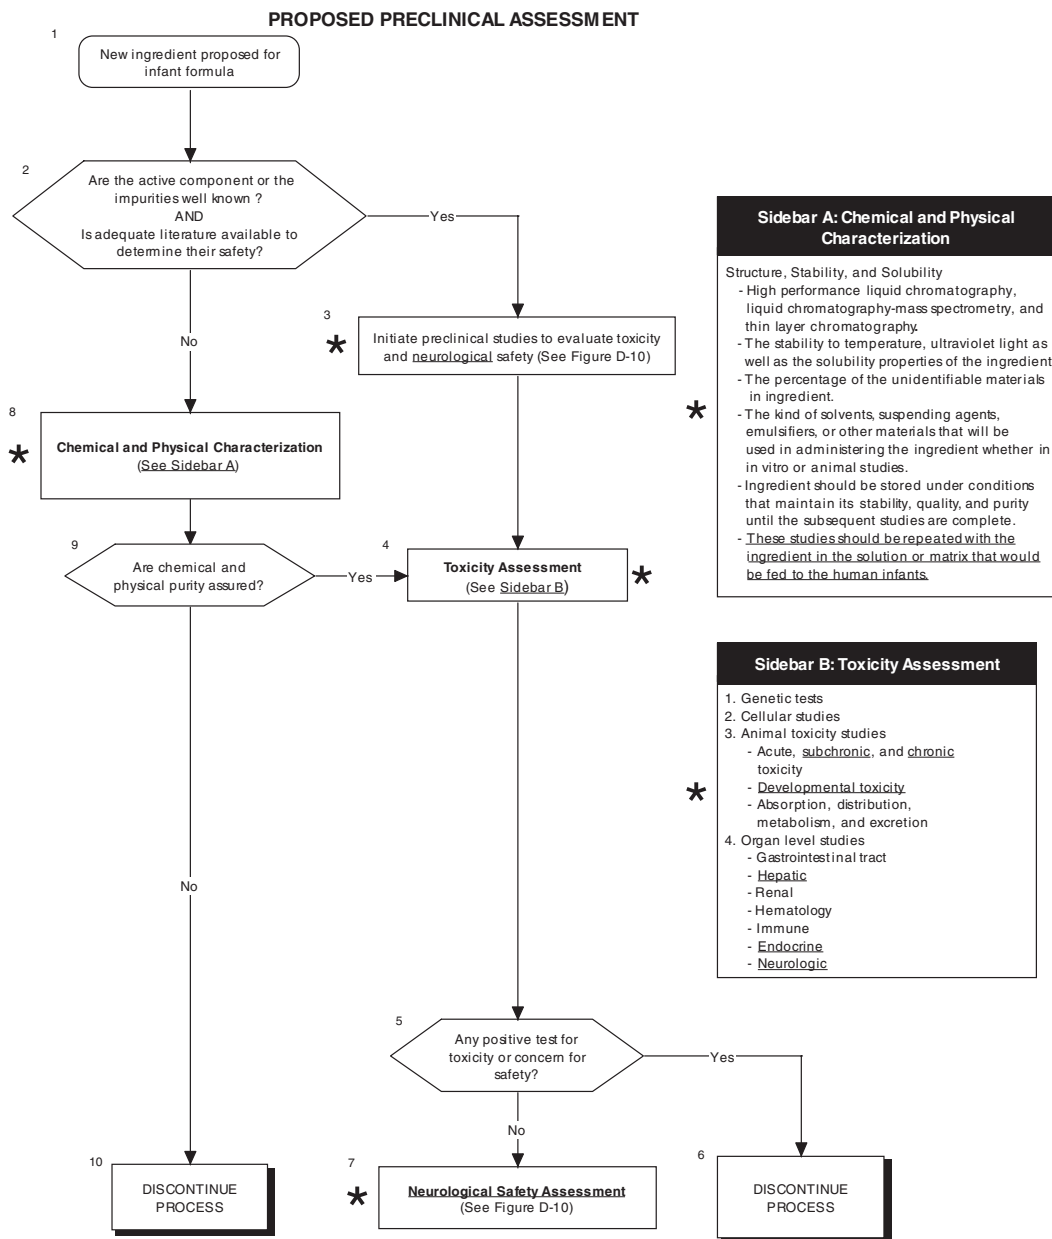 PROPOSED PRECLINICAL ASSESSMENT
1
New ingredient proposed for
infant formula
2
Are the active component or the
impurities well known ?
AND
Is adequate literature available to
determine their safety?
Yes
No
3
*
Initiate preclinical studies to evaluate toxicity
and neurological safety (See Figure D-10)
8
*
Chemical and Physical Characterization
(See Sidebar A)
9
Are chemical and
physical purity assured?
Yes
4
Toxicity Assessment
(See Sidebar B)
*
No
5
Any positive test for
toxicity or concern for
safety?
Yes
No
10
DISCONTINUE
PROCESS
7
*
Neurological Safety Assessment
(See Figure D-10)
6
DISCONTINUE
PROCESS
Sidebar A: Chemical and Physical
Characterization
*
Structure, Stability, and Solubility
- High performance liquid chromatography,
liquid chromatography-mass spectrometry, and
thin layer chromatography.
- The stability to temperature, ultraviolet light as
well as the solubility properties of the ingredient
- The percentage of the unidentifiable materials
in ingredient.
- The kind of solvents, suspending agents,
emulsifiers, or other materials that will be
used in administering the ingredient whether in
in vitro or animal studies.
- Ingredient should be stored under conditions
that maintain its stability, quality, and purity
until the subsequent studies are complete.
- These studies should be repeated with the
ingredient in the solution or matrix that would
be fed to the human infants.
Sidebar B: Toxicity Assessment
*
1. Genetic tests
2. Cellular studies
3. Animal toxicity studies
- Acute, subchronic, and chronic
toxicity
- Developmental toxicity
- Absorption, distribution,
metabolism, and excretion
4. Organ level studies
- Gastrointestinal tract
- Hepatic
- Renal
- Hematology
- Immune
- Endocrine
- Neurologic